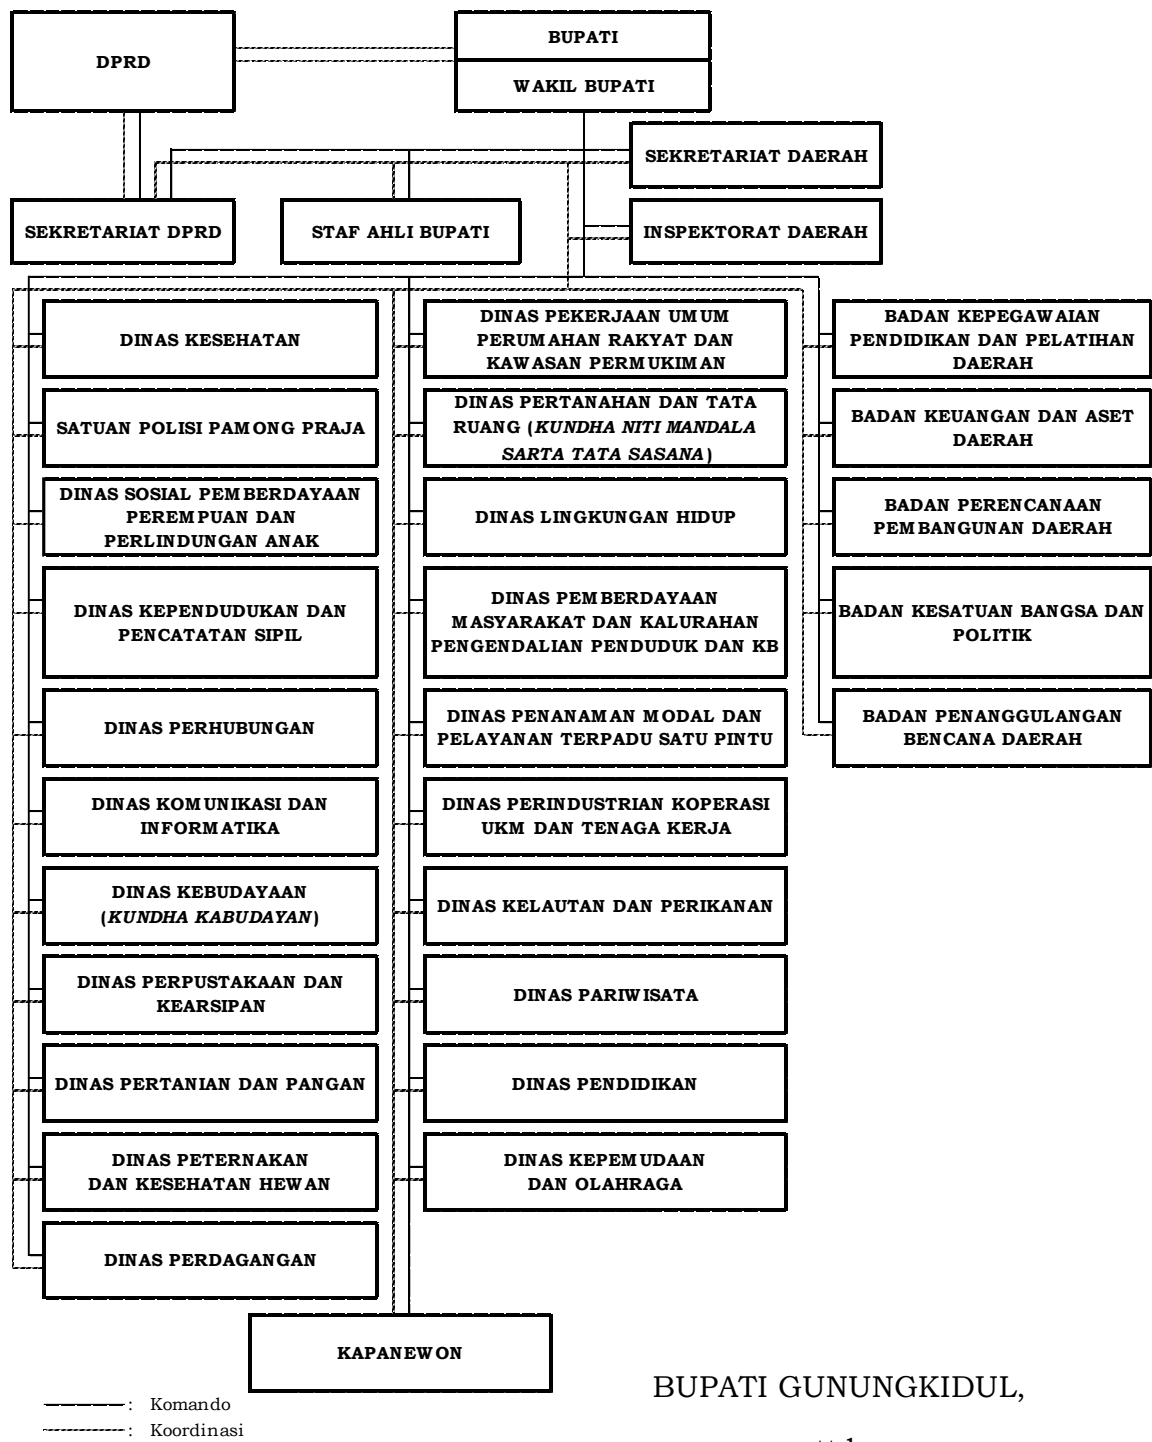 DPRD
BUPATI
WAKIL BUPATI
SEKRETARIAT DAERAH
SEKRETARIAT DPRD
STAF AHLI BUPATI
INSPEKTORAT DAERAH
DINAS KESEHATAN
SATUAN POLISI PAMONG PRAJA
DINAS SOSIAL PEMBERDAYAAN
PEREMPUAN DAN
PERLINDUNGAN ANAK
DINAS KEPENDUDUKAN DAN
PENCATATAN SIPIL
DINAS PERHUBUNGAN
DINAS KOMUNIKASI DAN
INFORMATIKA
DINAS KEBUDAYAAN
(KUNDHA KABUDAYAN)
DINAS PERPUSTAKAAN DAN
KEARSIPAN
DINAS PERTANIAN DAN PANGAN
DINAS PETERNAKAN
DAN KESEHATAN HEWAN
DINAS PERDAGANGAN
DINAS PEKERJAAN UMUM
PERUMAHAN RAKYAT DAN
KAWASAN PERMUKIMAN
DINAS PERTANAHAN DAN TATA
RUANG (KUNDHA NITI MANDALA
SARTA TATA SASANA)
DINAS LINGKUNGAN HIDUP
DINAS PEMBERDAYAAN
MASYARAKAT DAN KALURAHAN
PENGENDALIAN PENDUDUK DAN KB
DINAS PENANAMAN MODAL DAN
PELAYANAN TERPADU SATU PINTU
DINAS PERINDUSTRIAN KOPERASI
UKM DAN TENAGA KERJA
DINAS KELAUTAN DAN PERIKANAN
DINAS PARIWISATA
DINAS PENDIDIKAN
DINAS KEPEMUDAAN
DAN OLAHRAGA
BADAN KEPEGAWAIAN
PENDIDIKAN DAN PELATIHAN
DAERAH
BADAN KEUANGAN DAN ASET
DAERAH
BADAN PERENCANAAN
PEMBANGUNAN DAERAH
BADAN KESATUAN BANGSA DAN
POLITIK
BADAN PENANGGULANGAN
BENCANA DAERAH
KAPANEWON
: Komando
: Koordinasi
BUPATI GUNUNGKIDUL,